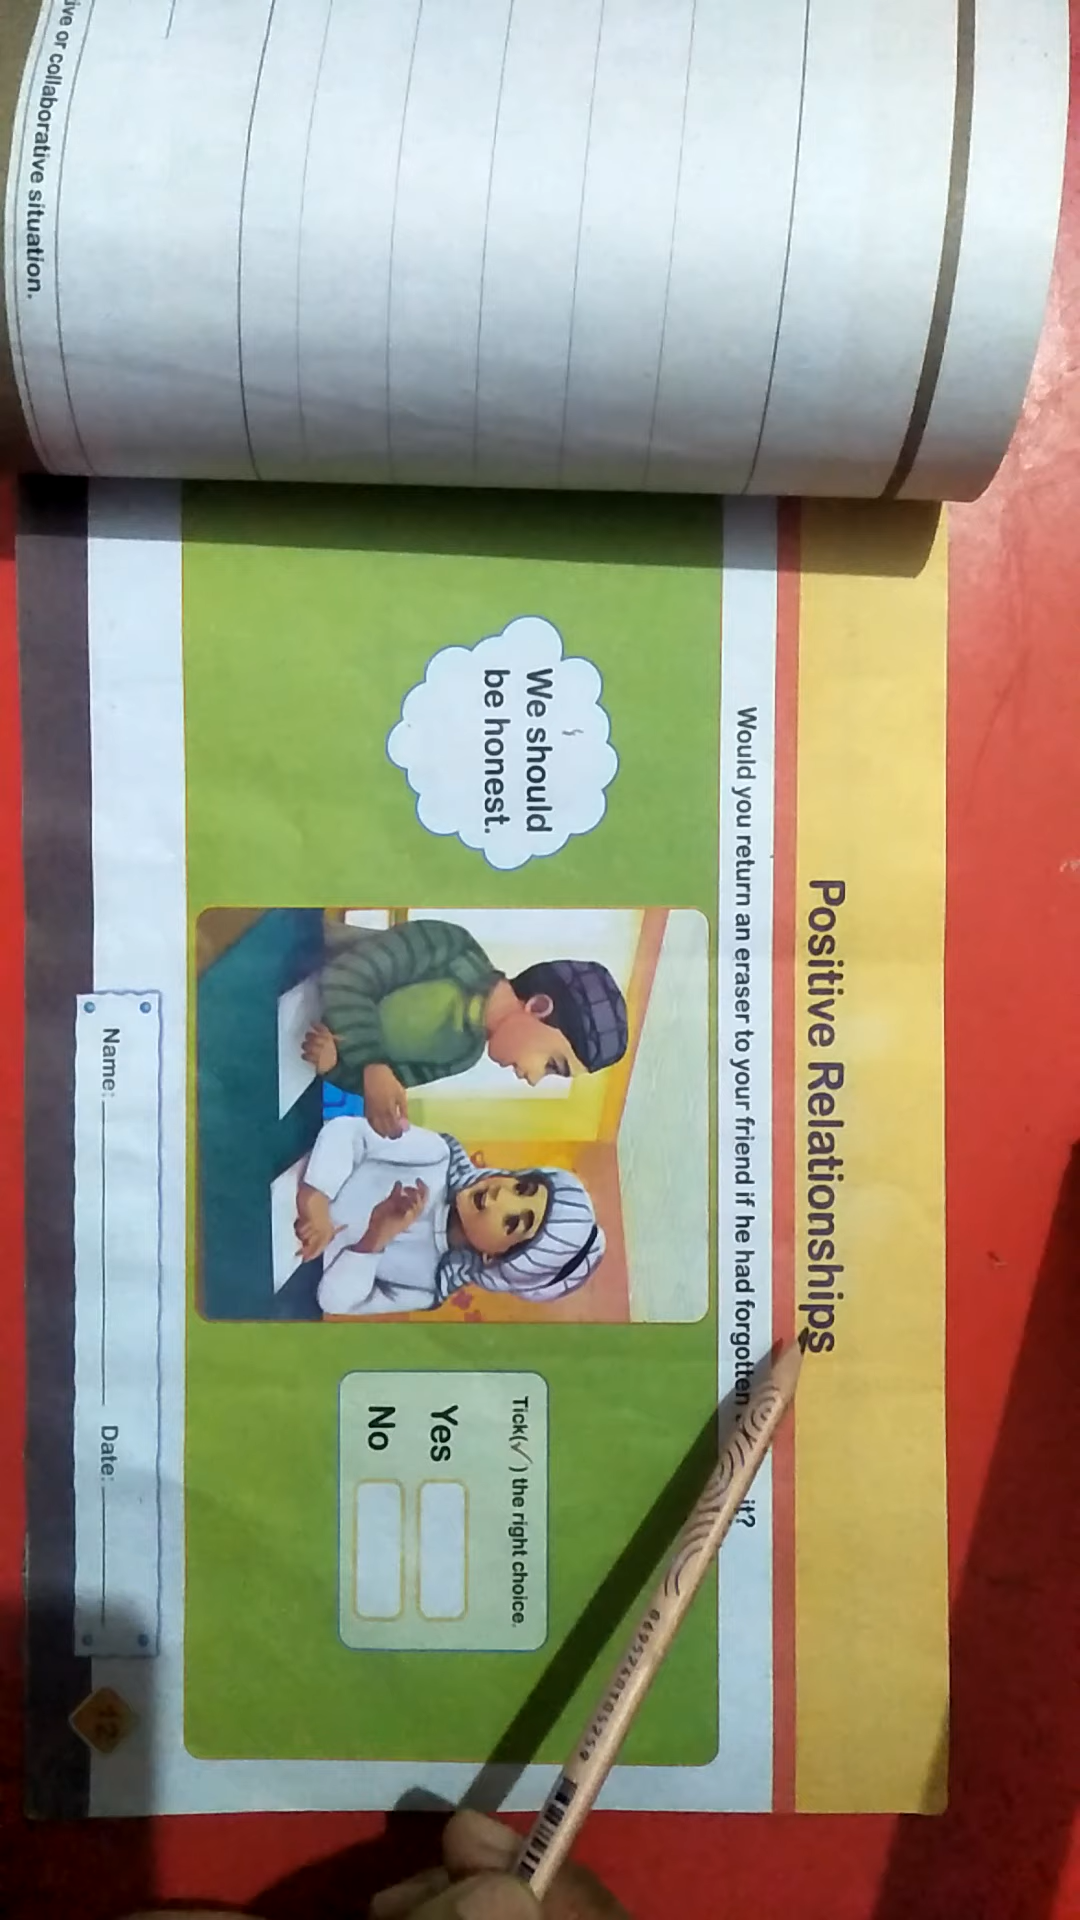 ive or collaborative situation.
Positive Relationships
Would you return an eraser to your friend if he had forgotten it?
We should
be honest.
Tick(✓) the right choice.
Yes
No
Name: Date:
12
0695260105250